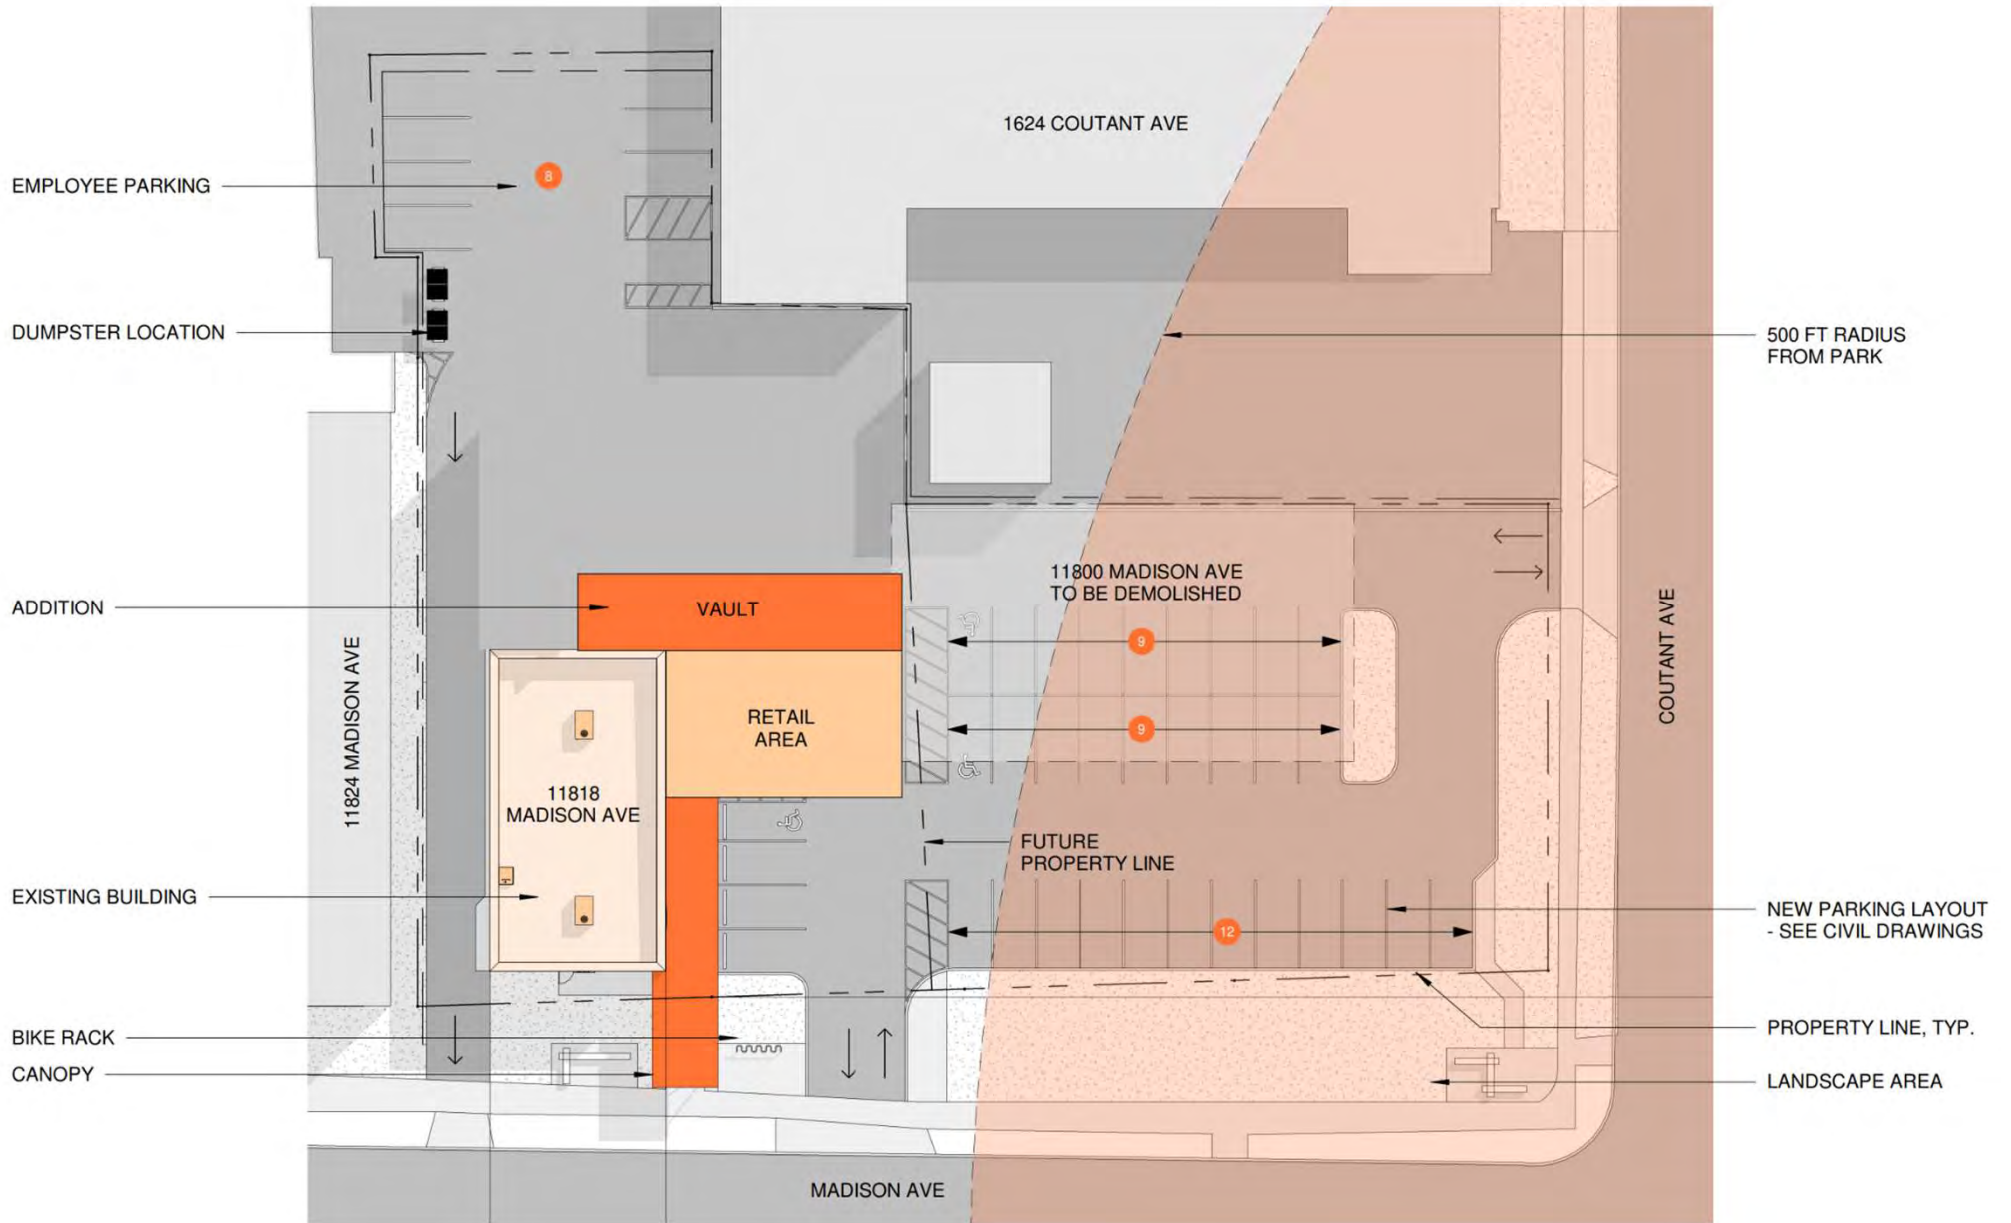 1624 COUTANT AVE
EMPLOYEE PARKING
8
DUMPSTER LOCATION
500 FT RADIUS
FROM PARK
ADDITION
VAULT
11800 MADISON AVE
TO BE DEMOLISHED
9
11824 MADISON AVE
RETAIL
AREA
9
COUTANT AVE
11818
MADISON AVE
FUTURE
PROPERTY LINE
EXISTING BUILDING
12
NEW PARKING LAYOUT
- SEE CIVIL DRAWINGS
BIKE RACK
PROPERTY LINE, TYP.
CANOPY
LANDSCAPE AREA
MADISON AVE